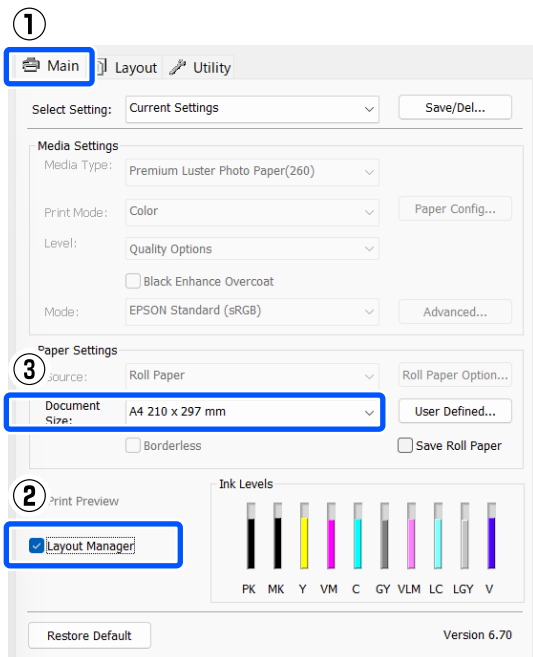 ①
Main Layout Utility
Select Setting: Current Settings Save/Del...
Media Settings
Media Type: Premium Luster Photo Paper(260)
Print Mode: Color Paper Config...
Level: Quality Options
Black Enhance Overcoat
Mode: EPSON Standard (sRGB) Advanced...
Paper Settings
③
Source: Roll Paper Roll Paper Option...
Document
Size: A4 210 x 297 mm User Defined...
Borderless Save Roll Paper
Ink Levels
②
Print Preview
Layout Manager
PK MK Y VM C GY VLM LC LGY V
Restore Default Version 6.70